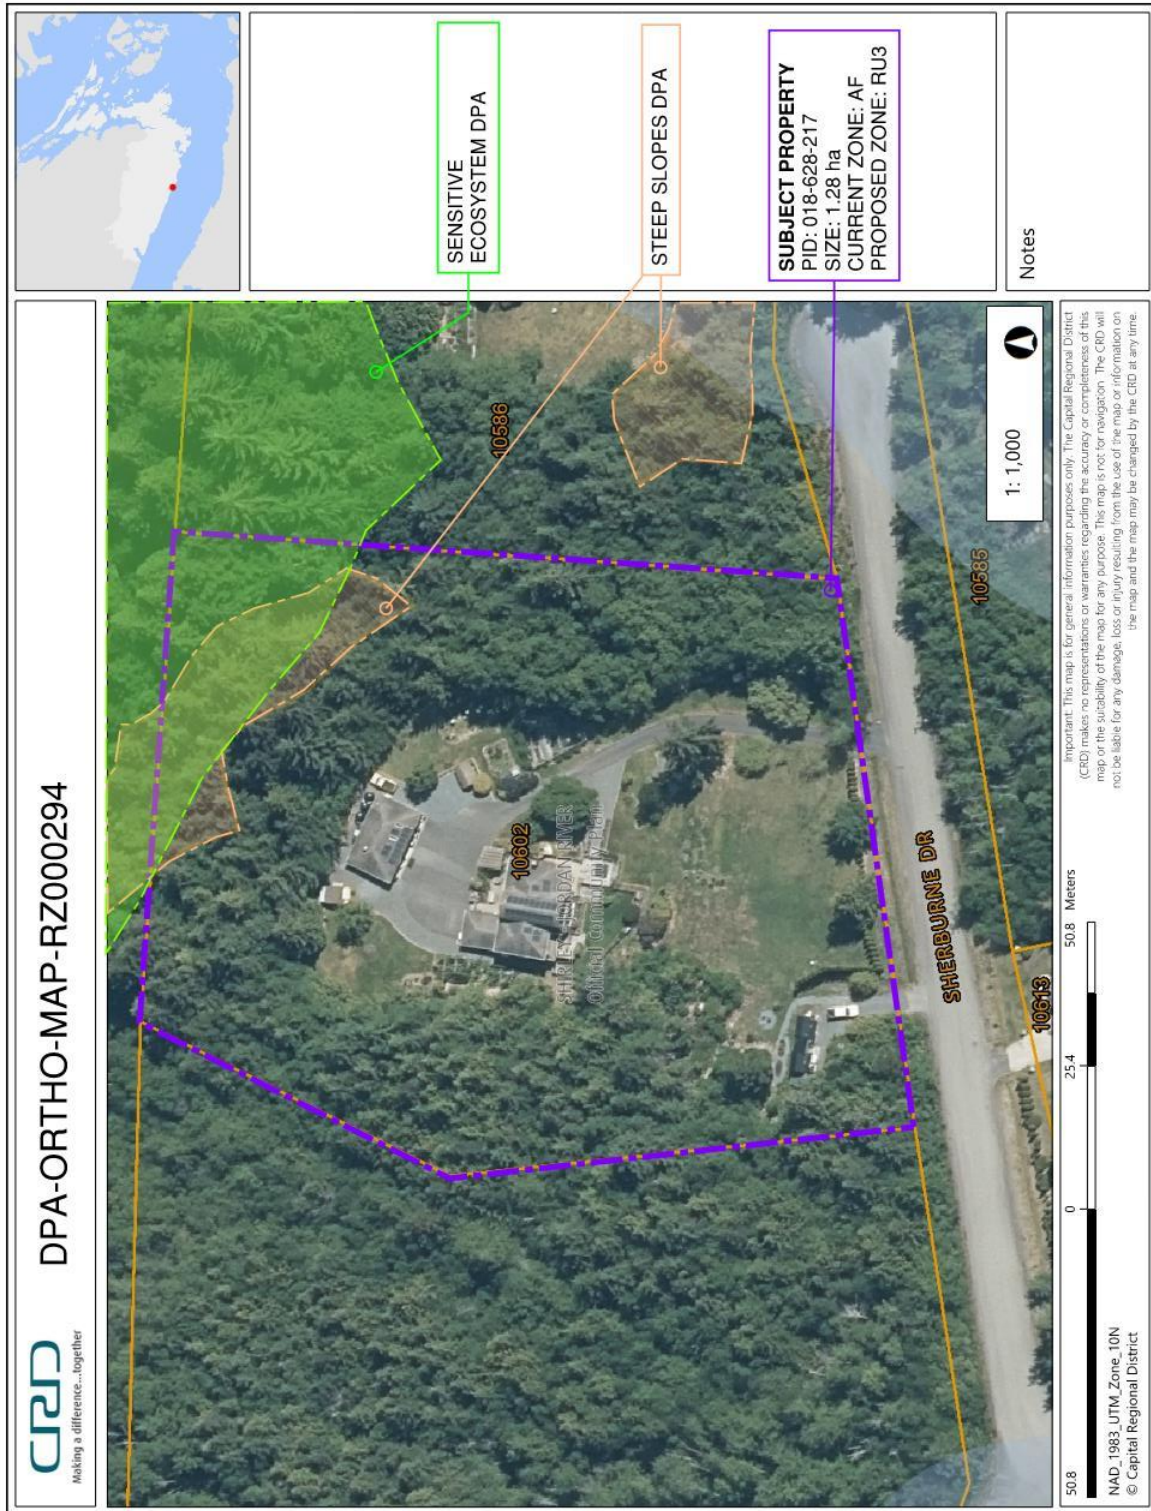 CRD
Making a difference...together
DPA-ORTHO-MAP-RZ000294
SENSITIVE
ECOSYSTEM DPA
STEEP SLOPES DPA
SUBJECT PROPERTY
PID: 018-628-217
SIZE: 1.28 ha
CURRENT ZONE: AF
PROPOSED ZONE: RU3
Notes
10586
10602
SHIRLEY - JORDAN RIVER
Official Community Plan
SHERBURNE DR
10585
10613
1: 1,000
50.8 0 25.4 50.8 Meters
NAD_1983_UTM_Zone_10N
© Capital Regional District
Important: This map is for general information purposes only. The Capital Regional District
(CRD) makes no representations or warranties regarding the accuracy or completeness of this
map or the suitability of the map for any purpose. This map is not for navigation. The CRD will
not be liable for any damage, loss or injury resulting from the use of the map or information on
the map and the map may be changed by the CRD at any time.